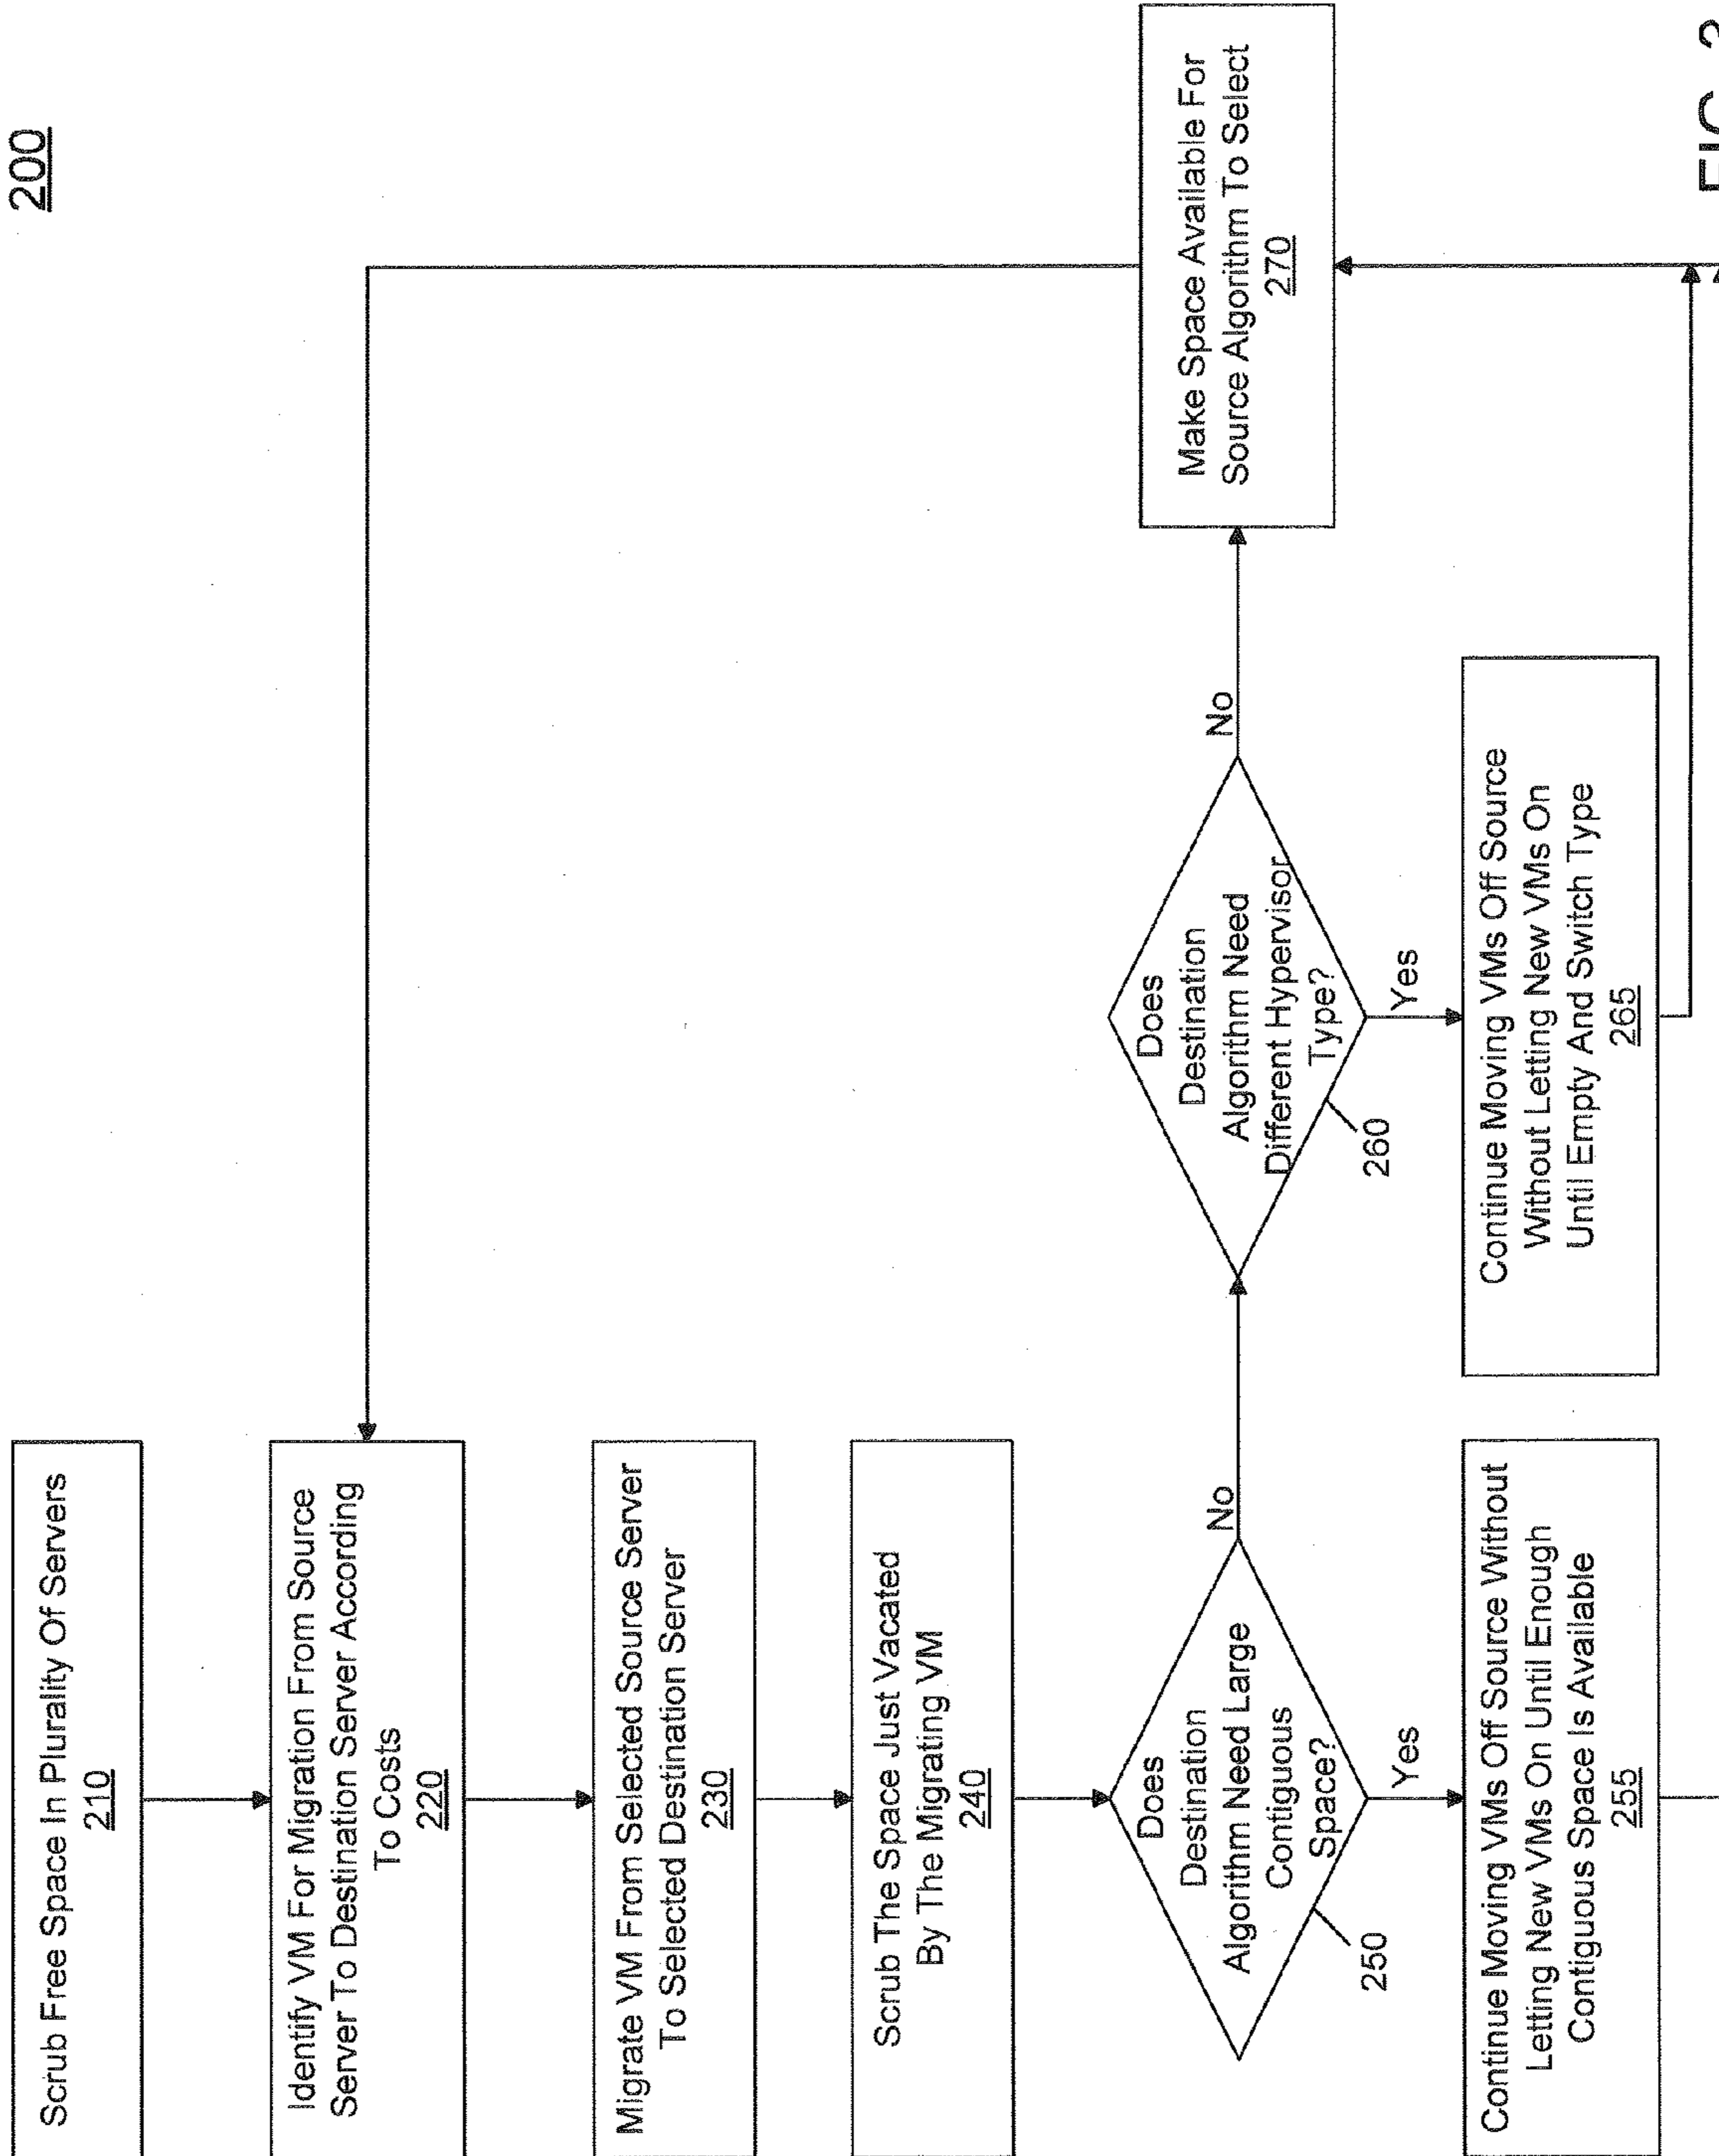 200
Scrub Free Space In Plurality Of Servers
210
Identify VM For Migration From Source
Server To Destination Server According
To Costs
220
Migrate VM From Selected Source Server
To Selected Destination Server
230
Scrub The Space Just Vacated
By The Migrating VM
240
Does
Destination
Algorithm Need Large
Contiguous
Space?
250
No
Yes
Continue Moving VMs Off Source Without
Letting New VMs On Until Enough
Contiguous Space Is Available
255
Does
Destination
Algorithm Need
Different Hypervisor
Type?
260
No
Yes
Continue Moving VMs Off Source
Without Letting New VMs On
Until Empty And Switch Type
265
Make Space Available For
Source Algorithm To Select
270